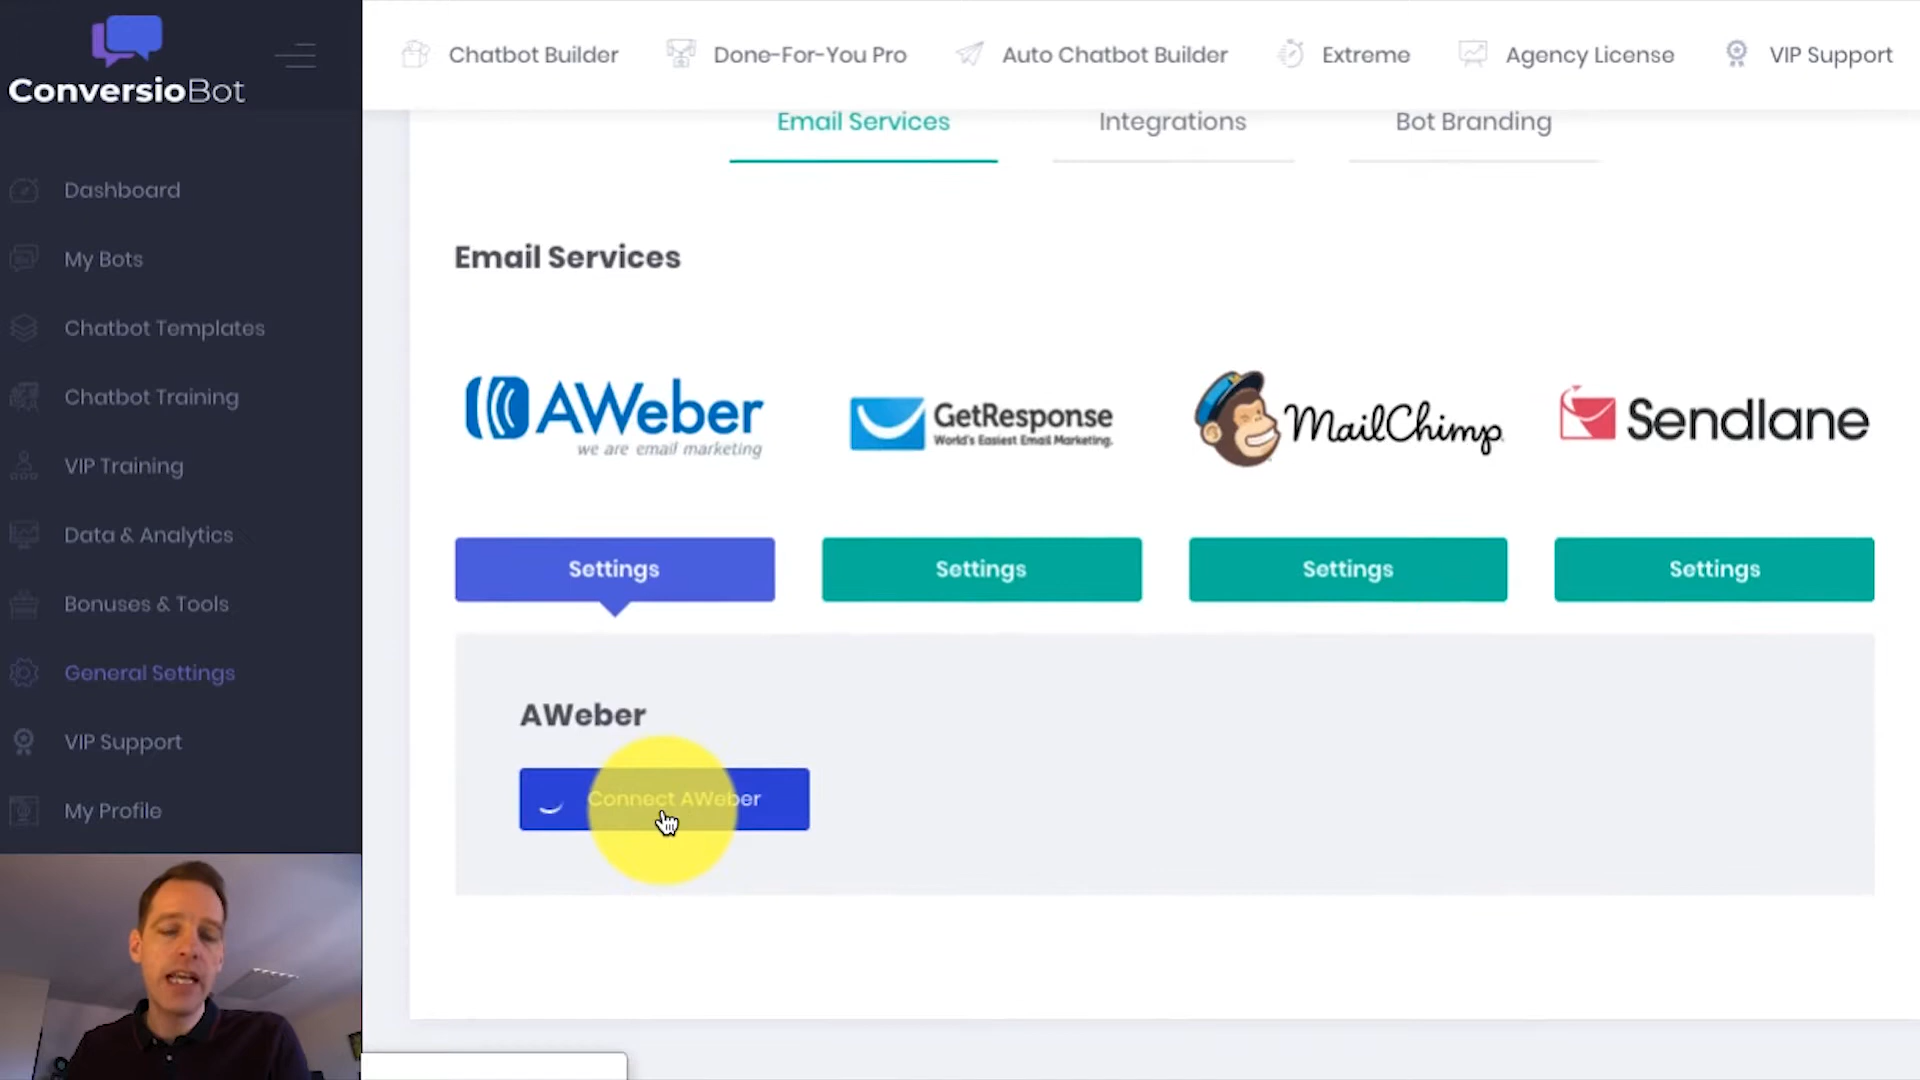 ConversioBot
Chatbot Builder
Done-For-You Pro
Auto Chatbot Builder
Extreme
Agency License
VIP Support
Dashboard
My Bots
Chatbot Templates
Chatbot Training
VIP Training
Data & Analytics
Bonuses & Tools
General Settings
VIP Support
My Profile
Email Services
Integrations
Bot Branding
Email Services
AWeber
we are email marketing
GetResponse
World's Easiest Email Marketing.
MailChimp
Sendlane
Settings
Settings
Settings
Settings
AWeber
Connect AWeber